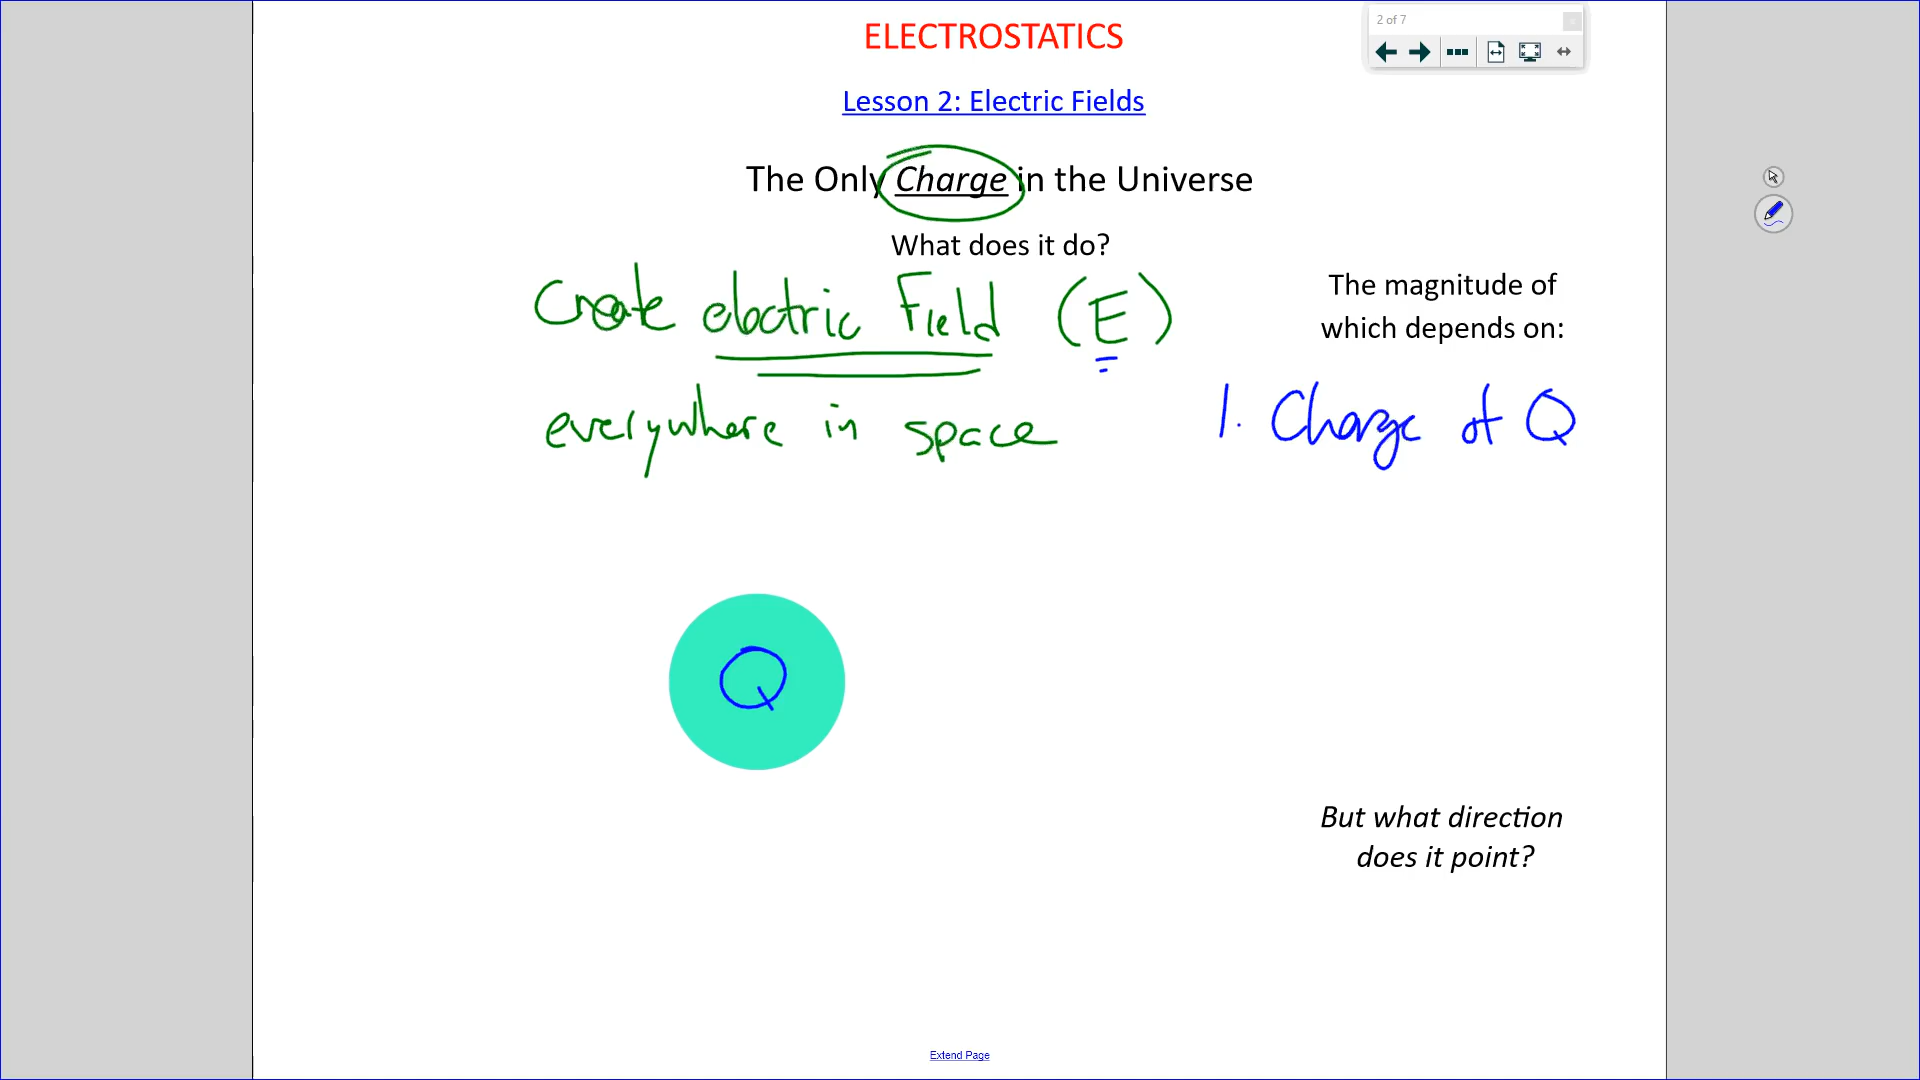 2 of 7
ELECTROSTATICS
Lesson 2: Electric Fields
The Only Charge in the Universe
What does it do?
Create electric Field (E)
everywhere in space
The magnitude of
which depends on:
1. Charge of Q
Q
But what direction
does it point?
Extend Page